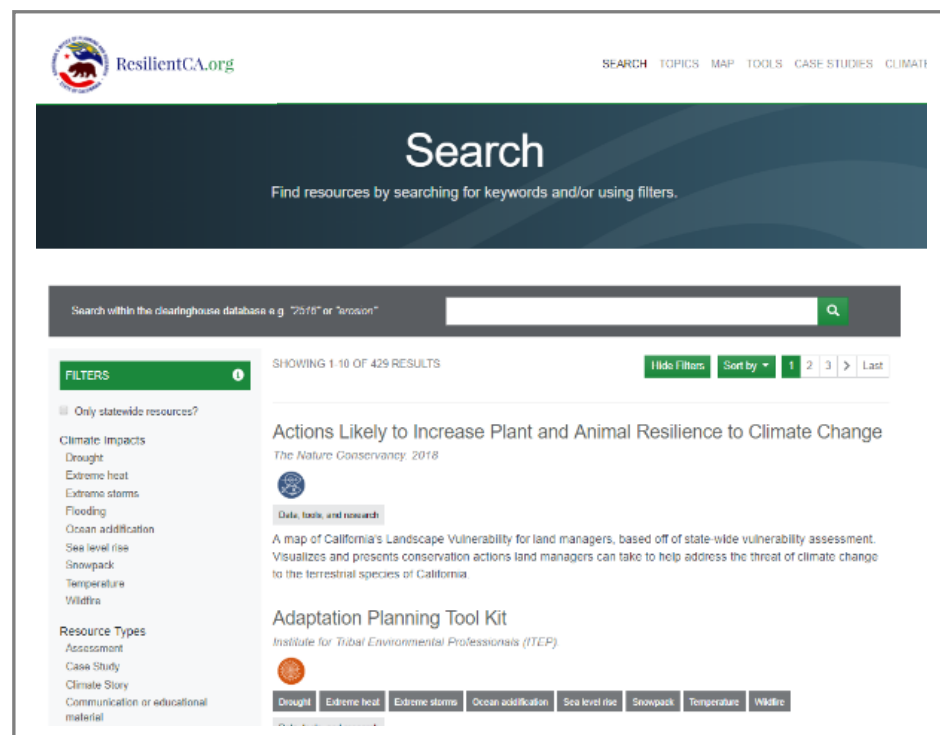 ResilientCA.org
SEARCH TOPICS MAP TOOLS CASE STUDIES CLIMATE
Search
Find resources by searching for keywords and/or using filters.
Search within the clearinghouse database e.g. "2516" or "erosion"
FILTERS
SHOWING 1-10 OF 429 RESULTS
Hide Filters Sort by 1 2 3 > Last
Only statewide resources?
Climate Impacts
Drought
Extreme heat
Extreme storms
Flooding
Ocean acidification
Sea level rise
Snowpack
Temperature
Wildfire
Resource Types
Assessment
Case Study
Climate Story
Communication or educational
material
Actions Likely to Increase Plant and Animal Resilience to Climate Change
The Nature Conservancy, 2018
Data, tools, and research
A map of California's Landscape Vulnerability for land managers, based off of state-wide vulnerability assessment.
Visualizes and presents conservation actions land managers can take to help address the threat of climate change
to the terrestrial species of California.
Adaptation Planning Tool Kit
Institute for Tribal Environmental Professionals (ITEP)
Drought Extreme heat Extreme storms Ocean acidification Sea level rise Snowpack Temperature Wildfire